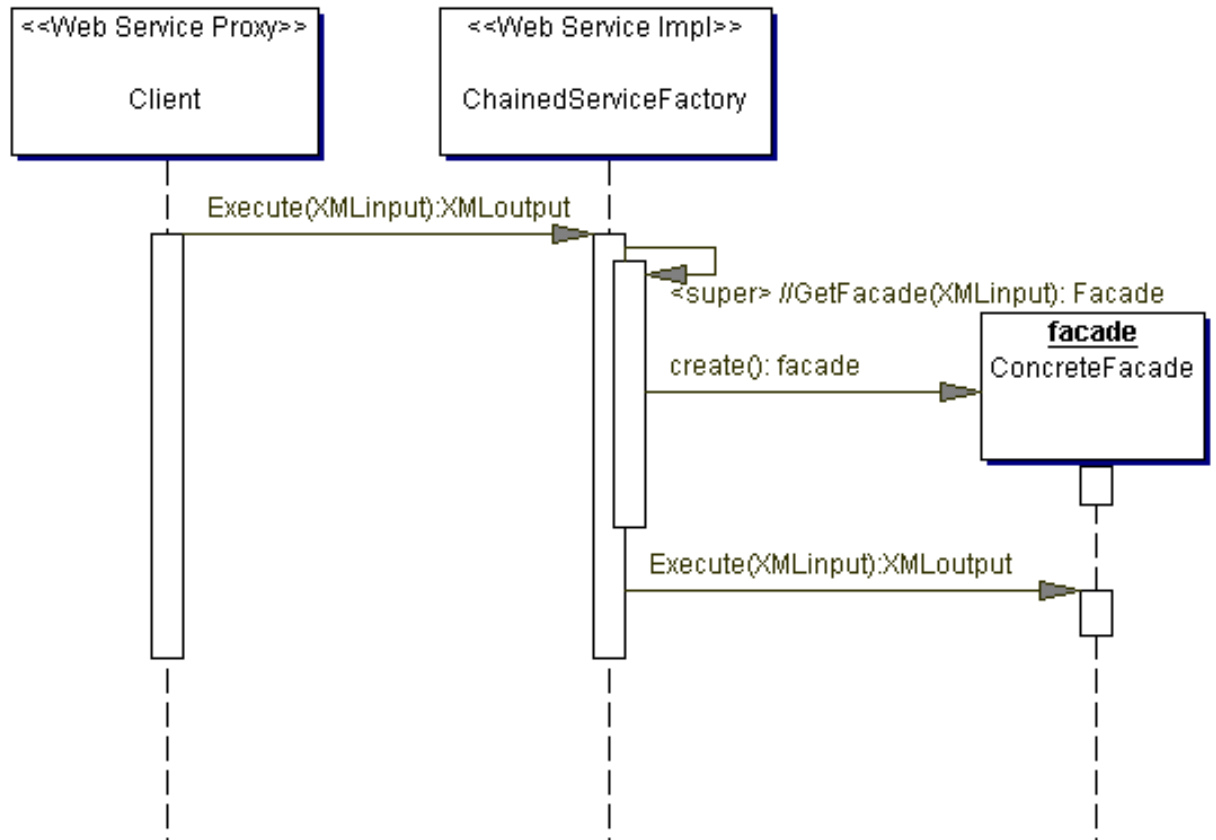 <<Web Service Proxy>>
Client
<<Web Service Impl>>
ChainedServiceFactory
Execute(XMLinput):XMLoutput
<super> //GetFacade(XMLinput): Facade
facade
ConcreteFacade
create(): facade
Execute(XMLinput):XMLoutput